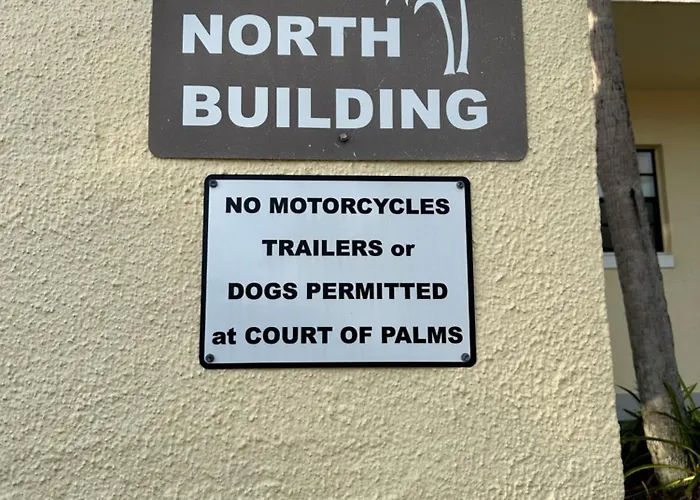 NORTH
BUILDING
NO MOTORCYCLES
TRAILERS or
DOGS PERMITTED
at COURT OF PALMS